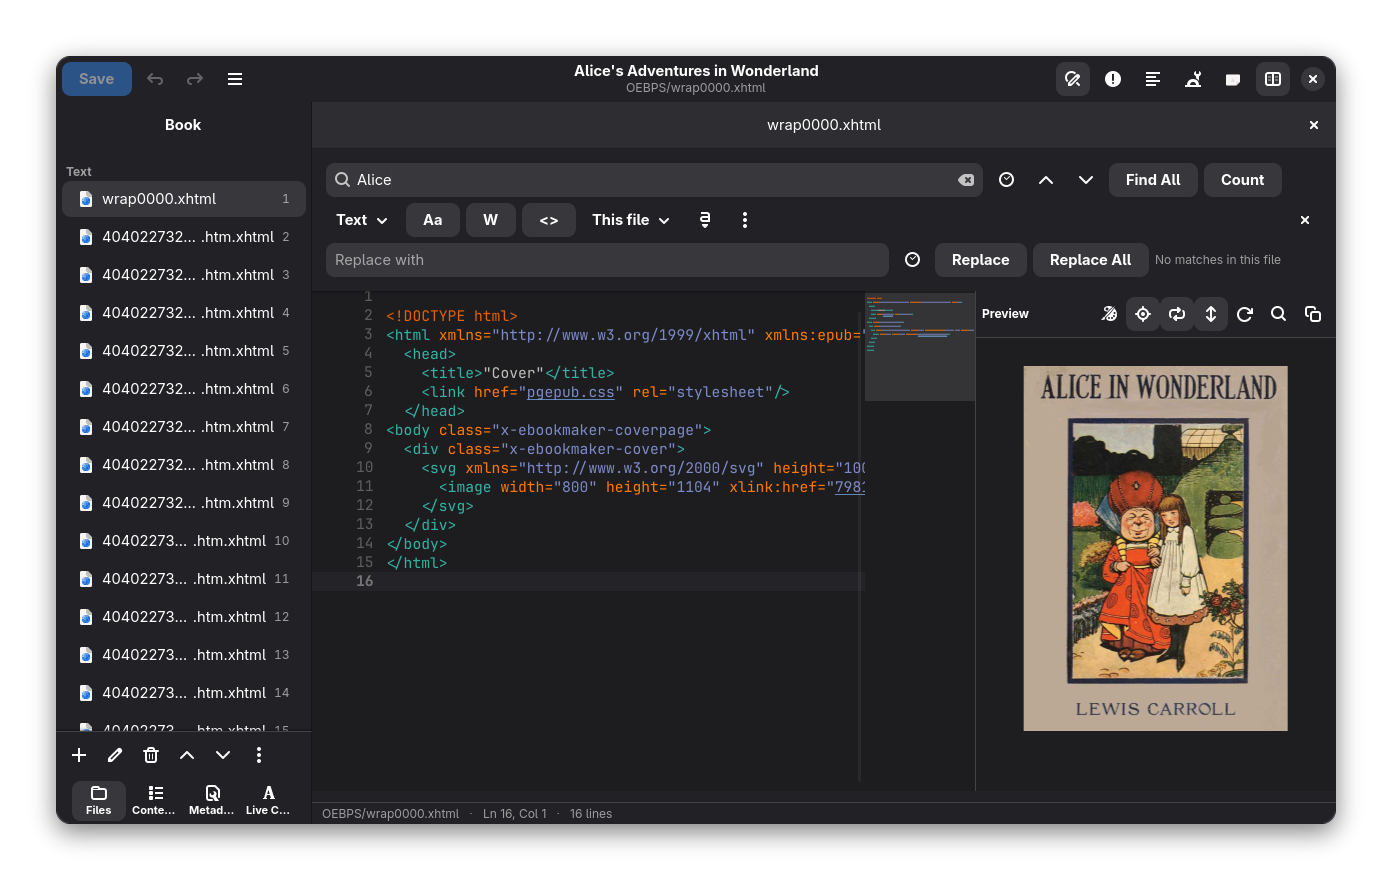 Save
Alice's Adventures in Wonderland
OEBPS/wrap0000.xhtml
Book
wrap0000.xhtml
Text
wrap0000.xhtml 1
404022732... .htm.xhtml 2
404022732... .htm.xhtml 3
404022732... .htm.xhtml 4
404022732... .htm.xhtml 5
404022732... .htm.xhtml 6
404022732... .htm.xhtml 7
404022732... .htm.xhtml 8
404022732... .htm.xhtml 9
40402273... .htm.xhtml 10
40402273... .htm.xhtml 11
40402273... .htm.xhtml 12
40402273... .htm.xhtml 13
40402273... .htm.xhtml 14
40402273... .htm.xhtml 15
Files
Conte...
Metad...
Live C...
Alice
Find All
Count
Text
Aa
W
<>
This file
Replace with
Replace
Replace All
No matches in this file
1
2 <!DOCTYPE html>
3 <html xmlns="http://www.w3.org/1999/xhtml" xmlns:epub="
4 <head>
5 <title>"Cover"</title>
6 <link href="pgepub.css" rel="stylesheet"/>
7 </head>
8 <body class="x-ebookmaker-coverpage">
9 <div class="x-ebookmaker-cover">
10 <svg xmlns="http://www.w3.org/2000/svg" height="100
11 <image width="800" height="1104" xlink:href="7981
12 </svg>
13 </div>
14 </body>
15 </html>
16
Preview
ALICE IN WONDERLAND
LEWIS CARROLL
OEBPS/wrap0000.xhtml · Ln 16, Col 1 · 16 lines